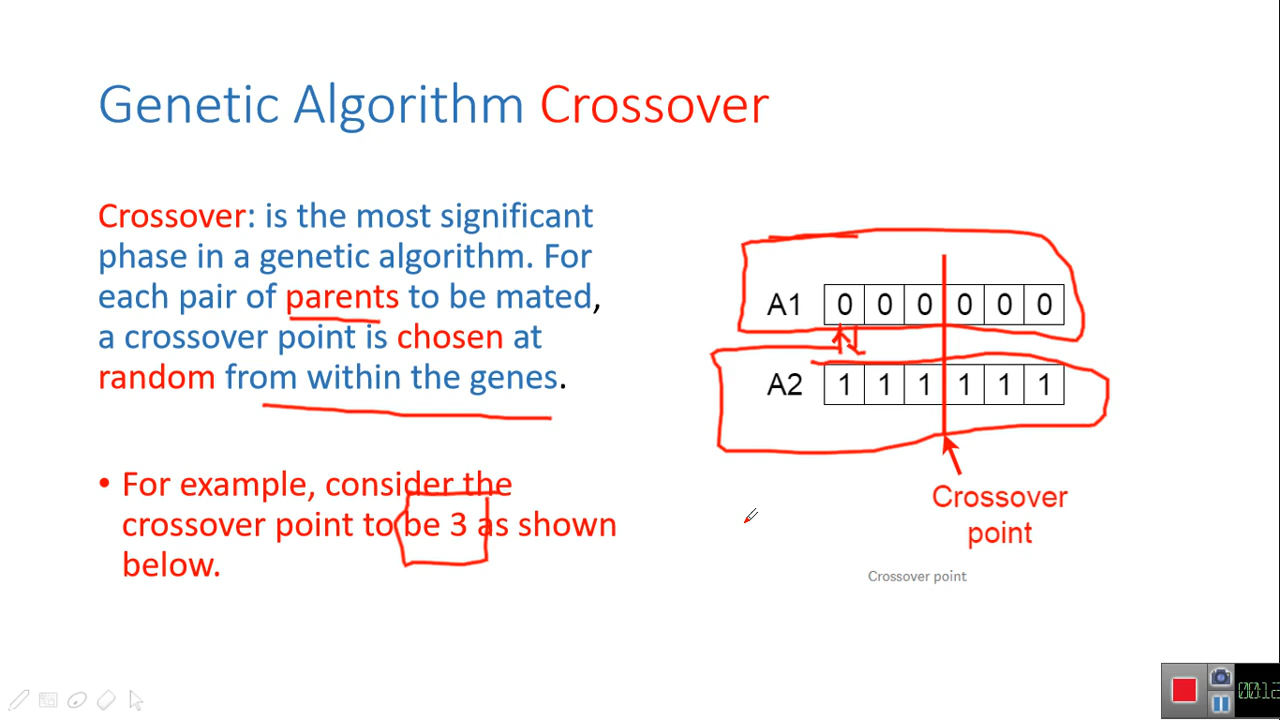 Genetic Algorithm Crossover
Crossover: is the most significant
phase in a genetic algorithm. For
each pair of parents to be mated,
a crossover point is chosen at
random from within the genes.
• For example, consider the
crossover point to be 3 as shown
below.
A1 0 0 0 0 0 0
A2 1 1 1 1 1 1
Crossover
point
Crossover point